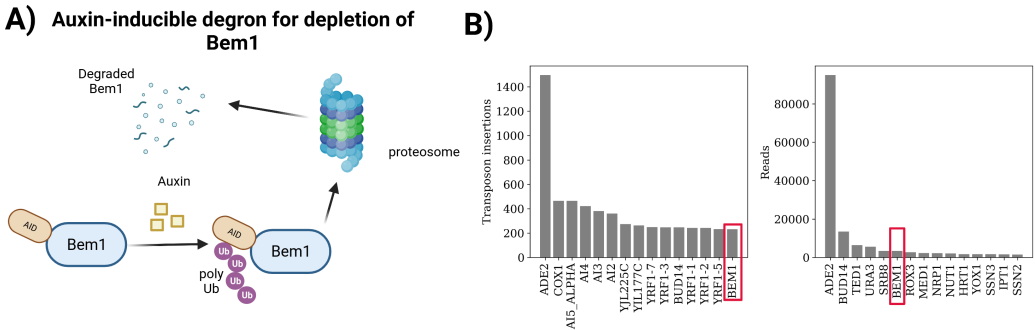 A)
Auxin-inducible degron for depletion of
Bem1
Degraded
Bem1
proteosome
Auxin
AID
Bem1
AID
Bem1
Ub
Ub
Ub
Ub
poly
Ub
B)
Transposon insertions
1400
1200
1000
800
600
400
200
0
ADE2
COX1
AI5_ALPHA
AI4
AI3
AI2
YJL225C
YIL177C
YRF1-7
YRF1-3
BUD14
YRF1-1
YRF1-2
YRF1-5
BEM1
Reads
80000
60000
40000
20000
0
ADE2
BUD14
TED1
URA3
SRB8
BEM1
ROX3
MED1
NRP1
NUT1
HRT1
YOX1
SSN3
IPT1
SSN2